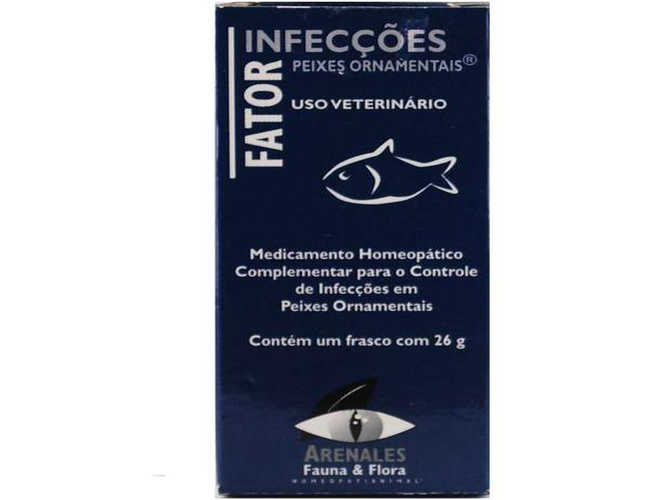 FATOR
INFECÇÕES
PEIXES ORNAMENTAIS®
USO VETERINÁRIO
Medicamento Homeopático
Complementar para o Controle
de Infecções em
Peixes Ornamentais
Contém um frasco com 26 g
ARENALES
Fauna & Flora
HOMEOPATIANIMAL